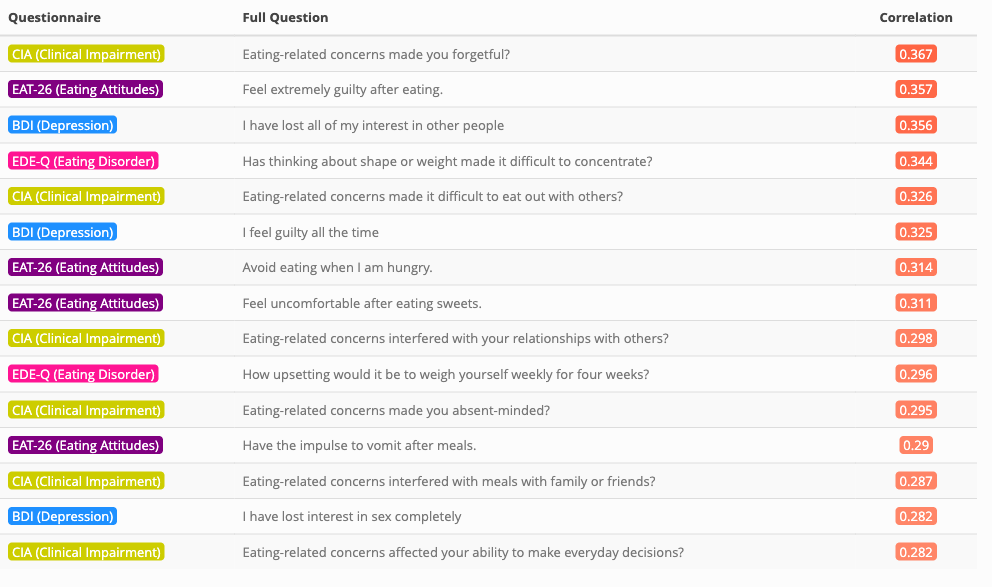 Questionnaire Full Question Correlation
CIA (Clinical Impairment) Eating-related concerns made you forgetful? 0.367
EAT-26 (Eating Attitudes) Feel extremely guilty after eating. 0.357
BDI (Depression) I have lost all of my interest in other people 0.356
EDE-Q (Eating Disorder) Has thinking about shape or weight made it difficult to concentrate? 0.344
CIA (Clinical Impairment) Eating-related concerns made it difficult to eat out with others? 0.326
BDI (Depression) I feel guilty all the time 0.325
EAT-26 (Eating Attitudes) Avoid eating when I am hungry. 0.314
EAT-26 (Eating Attitudes) Feel uncomfortable after eating sweets. 0.311
CIA (Clinical Impairment) Eating-related concerns interfered with your relationships with others? 0.298
EDE-Q (Eating Disorder) How upsetting would it be to weigh yourself weekly for four weeks? 0.296
CIA (Clinical Impairment) Eating-related concerns made you absent-minded? 0.295
EAT-26 (Eating Attitudes) Have the impulse to vomit after meals. 0.29
CIA (Clinical Impairment) Eating-related concerns interfered with meals with family or friends? 0.287
BDI (Depression) I have lost interest in sex completely 0.282
CIA (Clinical Impairment) Eating-related concerns affected your ability to make everyday decisions? 0.282